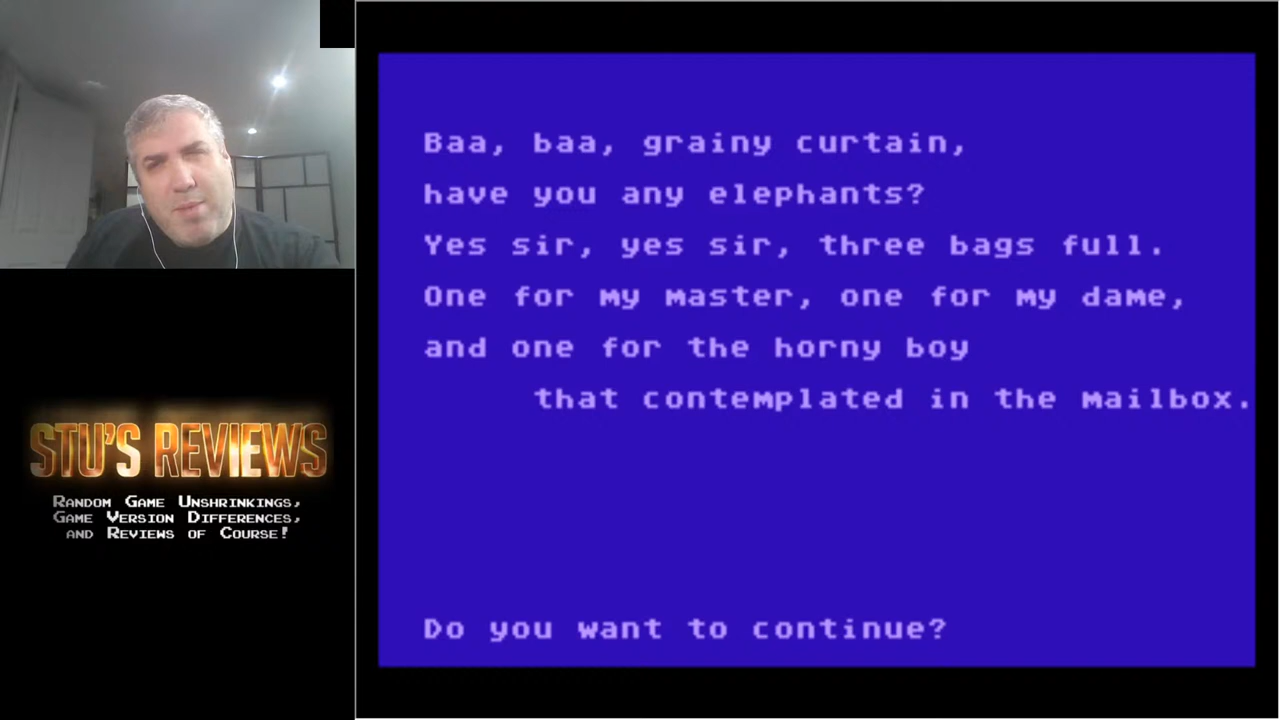 Baa, baa, grainy curtain,
have you any elephants?
Yes sir, yes sir, three bags full.
One for my master, one for my dame,
and one for the horny boy
that contemplated in the mailbox.
Do you want to continue?
STU'S REVIEWS
Random Game Unshrinkings,
Game Version Differences,
and Reviews of Course!